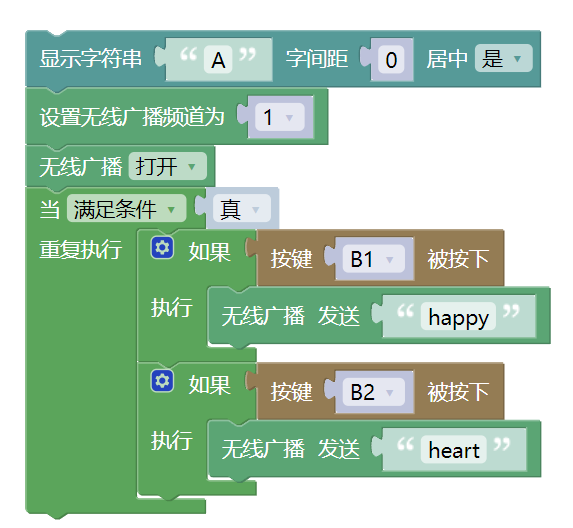 显示字符串 “ A ” 字间距 0 居中 是
设置无线广播频道为 1
无线广播 打开
当 满足条件 真
重复执行 如果 按键 B1 被按下
执行 无线广播 发送 “ happy ”
如果 按键 B2 被按下
执行 无线广播 发送 “ heart ”